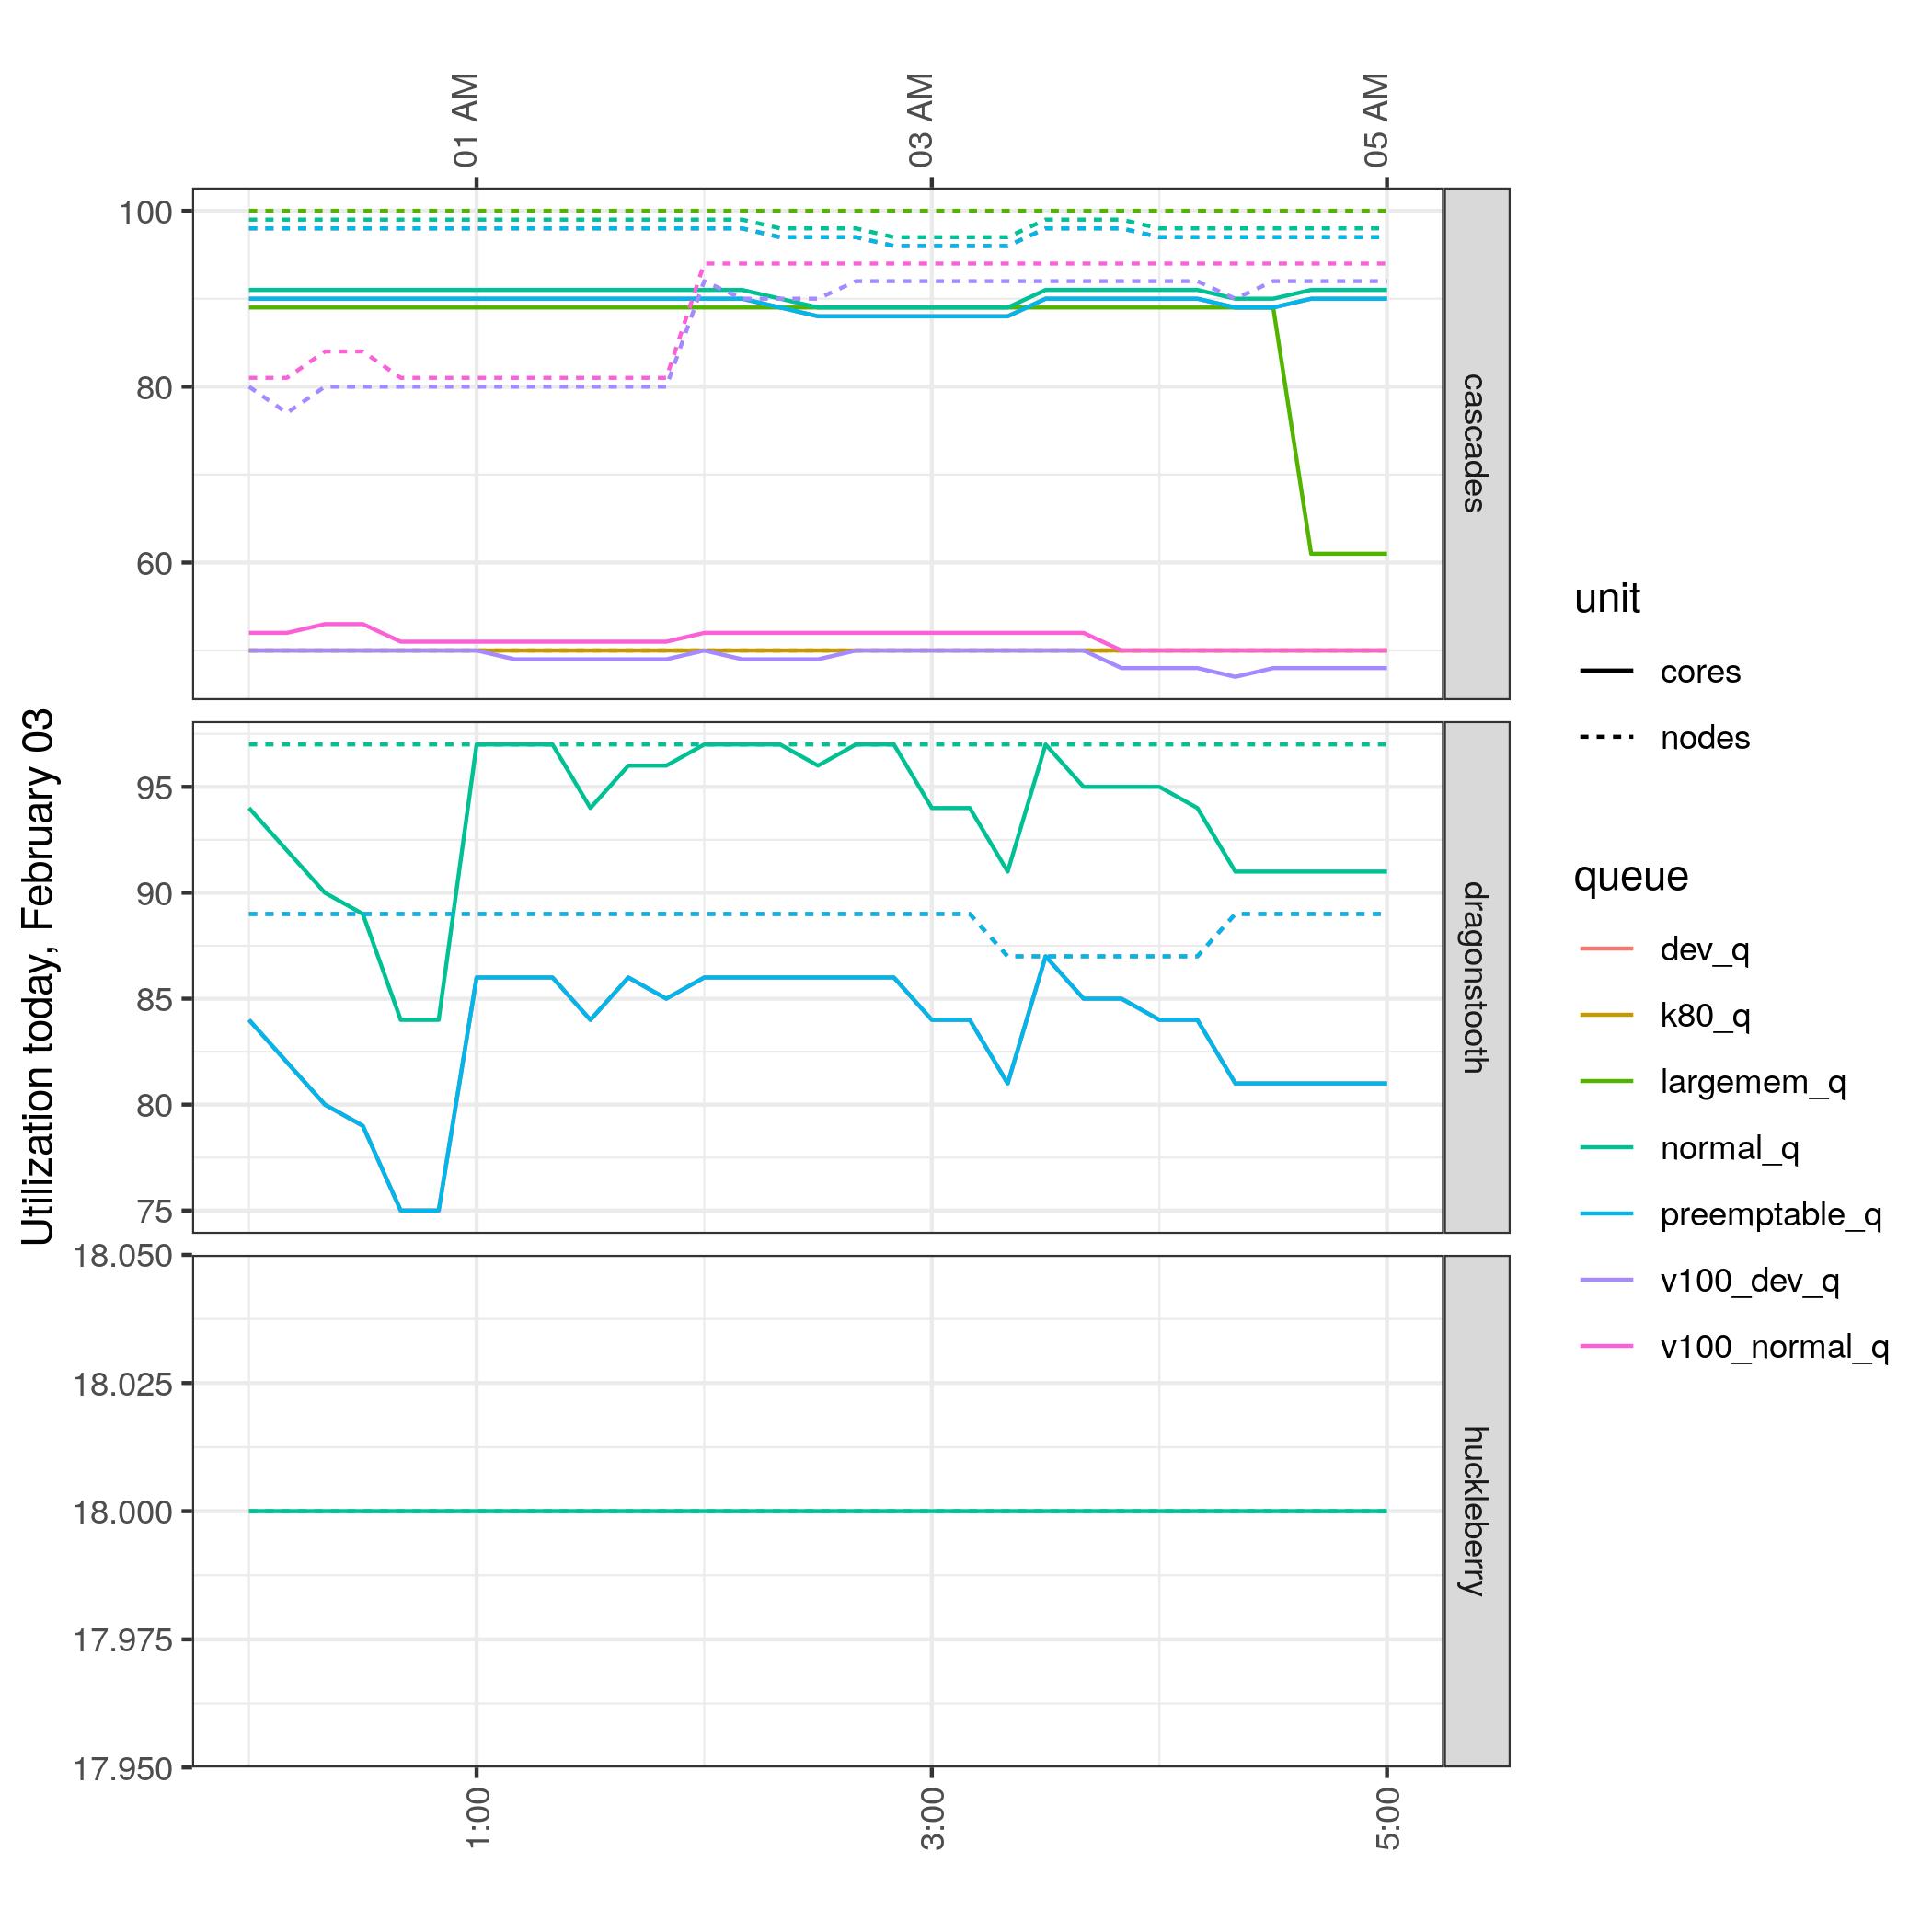 01 AM
03 AM
05 AM
100
80
60
cascades
Utilization today, February 03
95
90
85
80
75
dragonstooth
18.050
18.025
18.000
17.975
17.950
huckleberry
1:00
3:00
5:00
unit
cores
nodes
queue
dev_q
k80_q
largemem_q
normal_q
preemptable_q
v100_dev_q
v100_normal_q